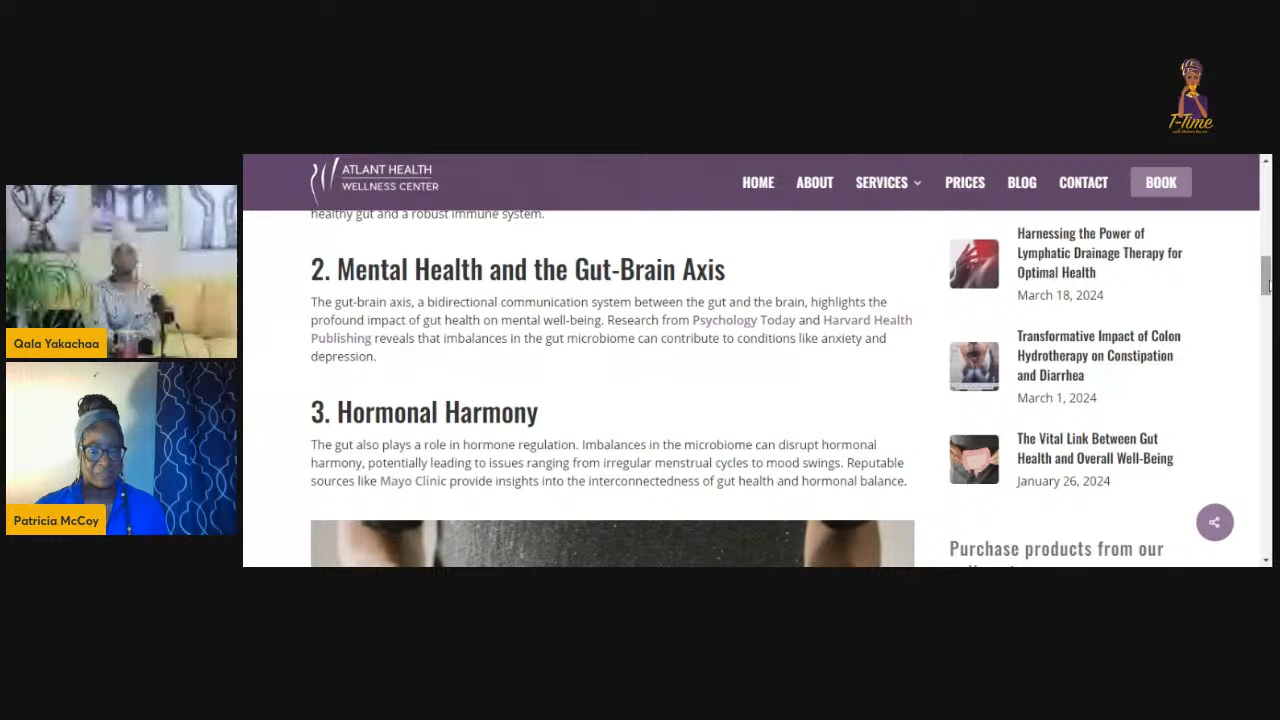 T-Time
ATLANT HEALTH
WELLNESS CENTER
HOME
ABOUT
SERVICES
PRICES
BLOG
CONTACT
BOOK
healthy gut and a robust immune system.
2. Mental Health and the Gut-Brain Axis
The gut-brain axis, a bidirectional communication system between the gut and the brain, highlights the
profound impact of gut health on mental well-being. Research from Psychology Today and Harvard Health
Publishing reveals that imbalances in the gut microbiome can contribute to conditions like anxiety and
depression.
3. Hormonal Harmony
The gut also plays a role in hormone regulation. Imbalances in the microbiome can disrupt hormonal
harmony, potentially leading to issues ranging from irregular menstrual cycles to mood swings. Reputable
sources like Mayo Clinic provide insights into the interconnectedness of gut health and hormonal balance.
Harnessing the Power of
Lymphatic Drainage Therapy for
Optimal Health
March 18, 2024
Transformative Impact of Colon
Hydrotherapy on Constipation
and Diarrhea
March 1, 2024
The Vital Link Between Gut
Health and Overall Well-Being
January 26, 2024
Purchase products from our
Qala Yakachaa
Patricia McCoy